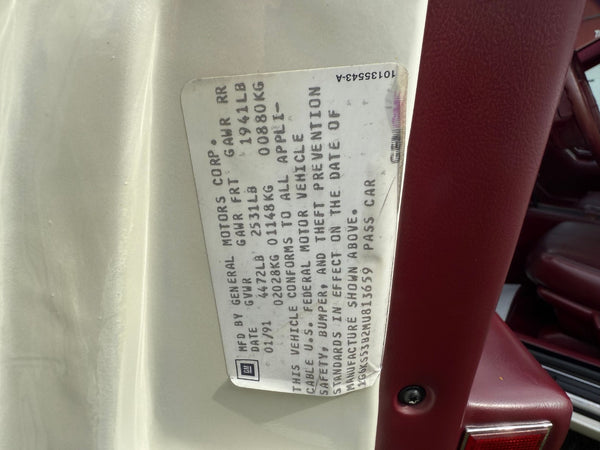 MFD BY GENERAL MOTORS CORP.
DATE GVWR GAWR FRT GAWR RR
01/91 4472LB 2531LB 1941LB
02028KG 01148KG 00880KG
THIS VEHICLE CONFORMS TO ALL APPLI-
CABLE U.S. FEDERAL MOTOR VEHICLE
SAFETY, BUMPER, AND THEFT PREVENTION
STANDARDS IN EFFECT ON THE DATE OF
MANUFACTURE SHOWN ABOVE.
1G6KS53B2MU813659 PASS CAR
10135543-A
GM